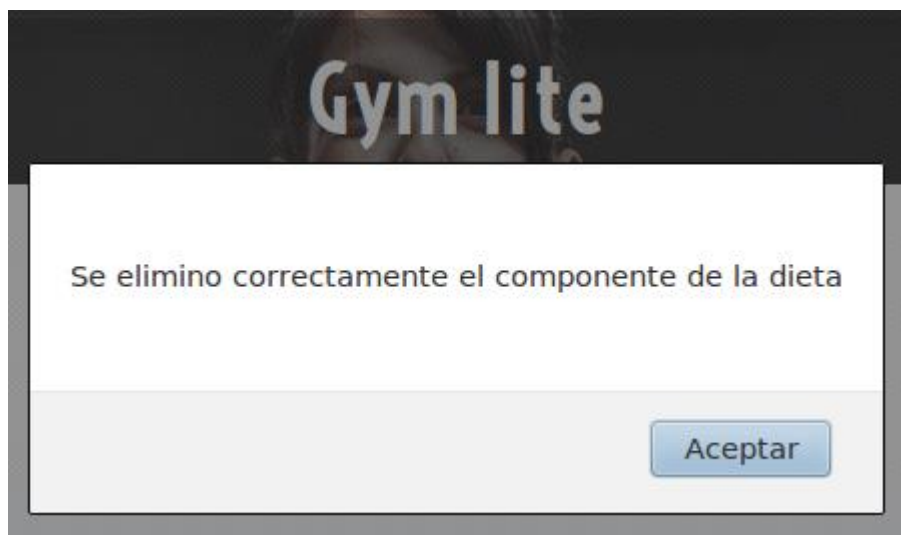 Gym lite
Se elimino correctamente el componente de la dieta
Aceptar